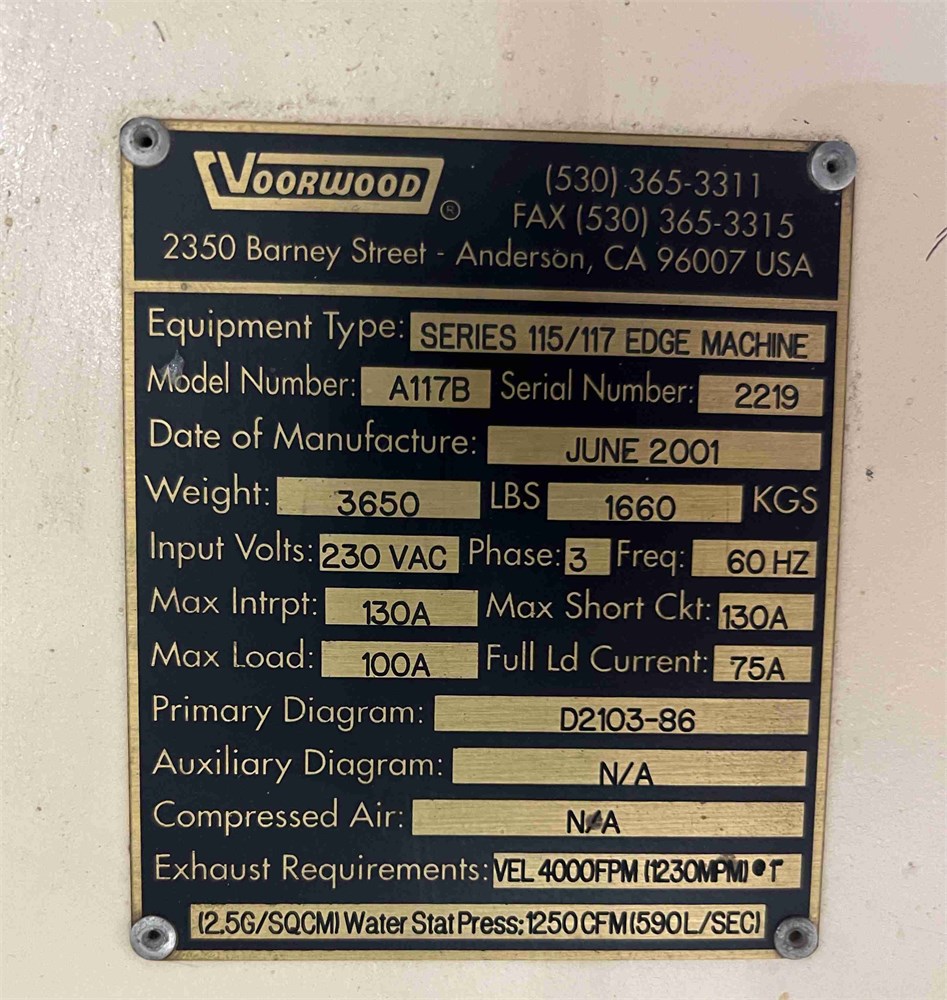 VOORWOOD ®
(530) 365-3311
FAX (530) 365-3315
2350 Barney Street - Anderson, CA 96007 USA
Equipment Type: SERIES 115/117 EDGE MACHINE
Model Number: A117B Serial Number: 2219
Date of Manufacture: JUNE 2001
Weight: 3650 LBS 1660 KGS
Input Volts: 230 VAC Phase: 3 Freq: 60 HZ
Max Intrpt: 130A Max Short Ckt: 130A
Max Load: 100A Full Ld Current: 75A
Primary Diagram: D2103-86
Auxiliary Diagram: N/A
Compressed Air: N/A
Exhaust Requirements: VEL 4000FPM (1230MPM)
(2.5G/SQCM) Water Stat Press: 1250 CFM (590L/SEC)